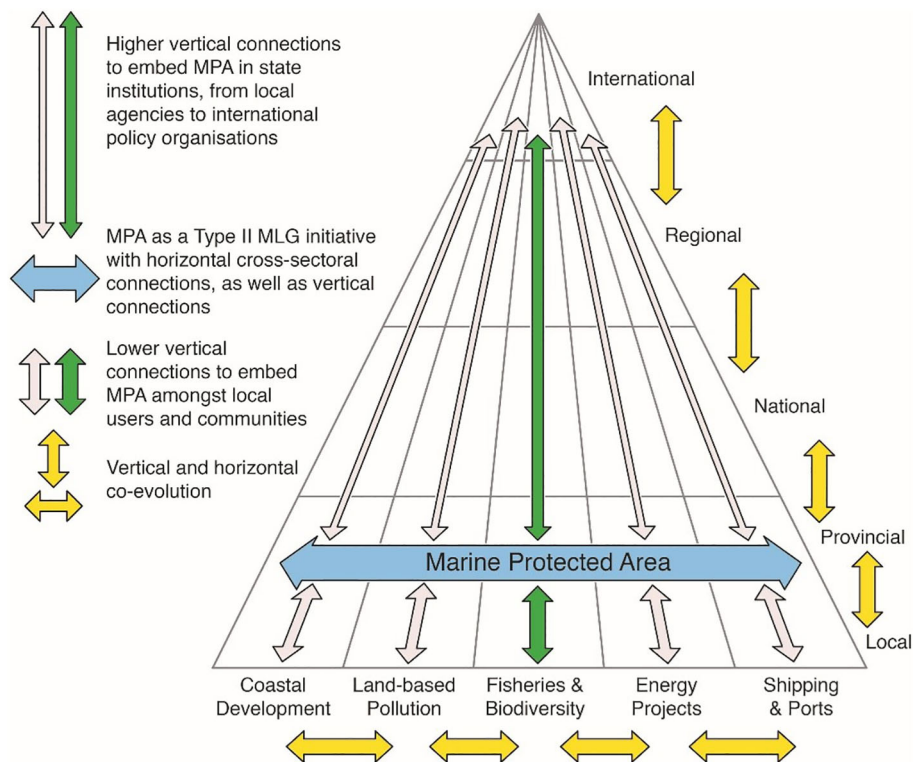 Higher vertical connections
to embed MPA in state
institutions, from local
agencies to international
policy organisations
MPA as a Type II MLG initiative
with horizontal cross-sectoral
connections, as well as vertical
connections
Lower vertical
connections to embed
MPA amongst local
users and communities
Vertical and horizontal
co-evolution
International
Regional
National
Provincial
Local
Marine Protected Area
Coastal
Development
Land-based
Pollution
Fisheries &
Biodiversity
Energy
Projects
Shipping
& Ports